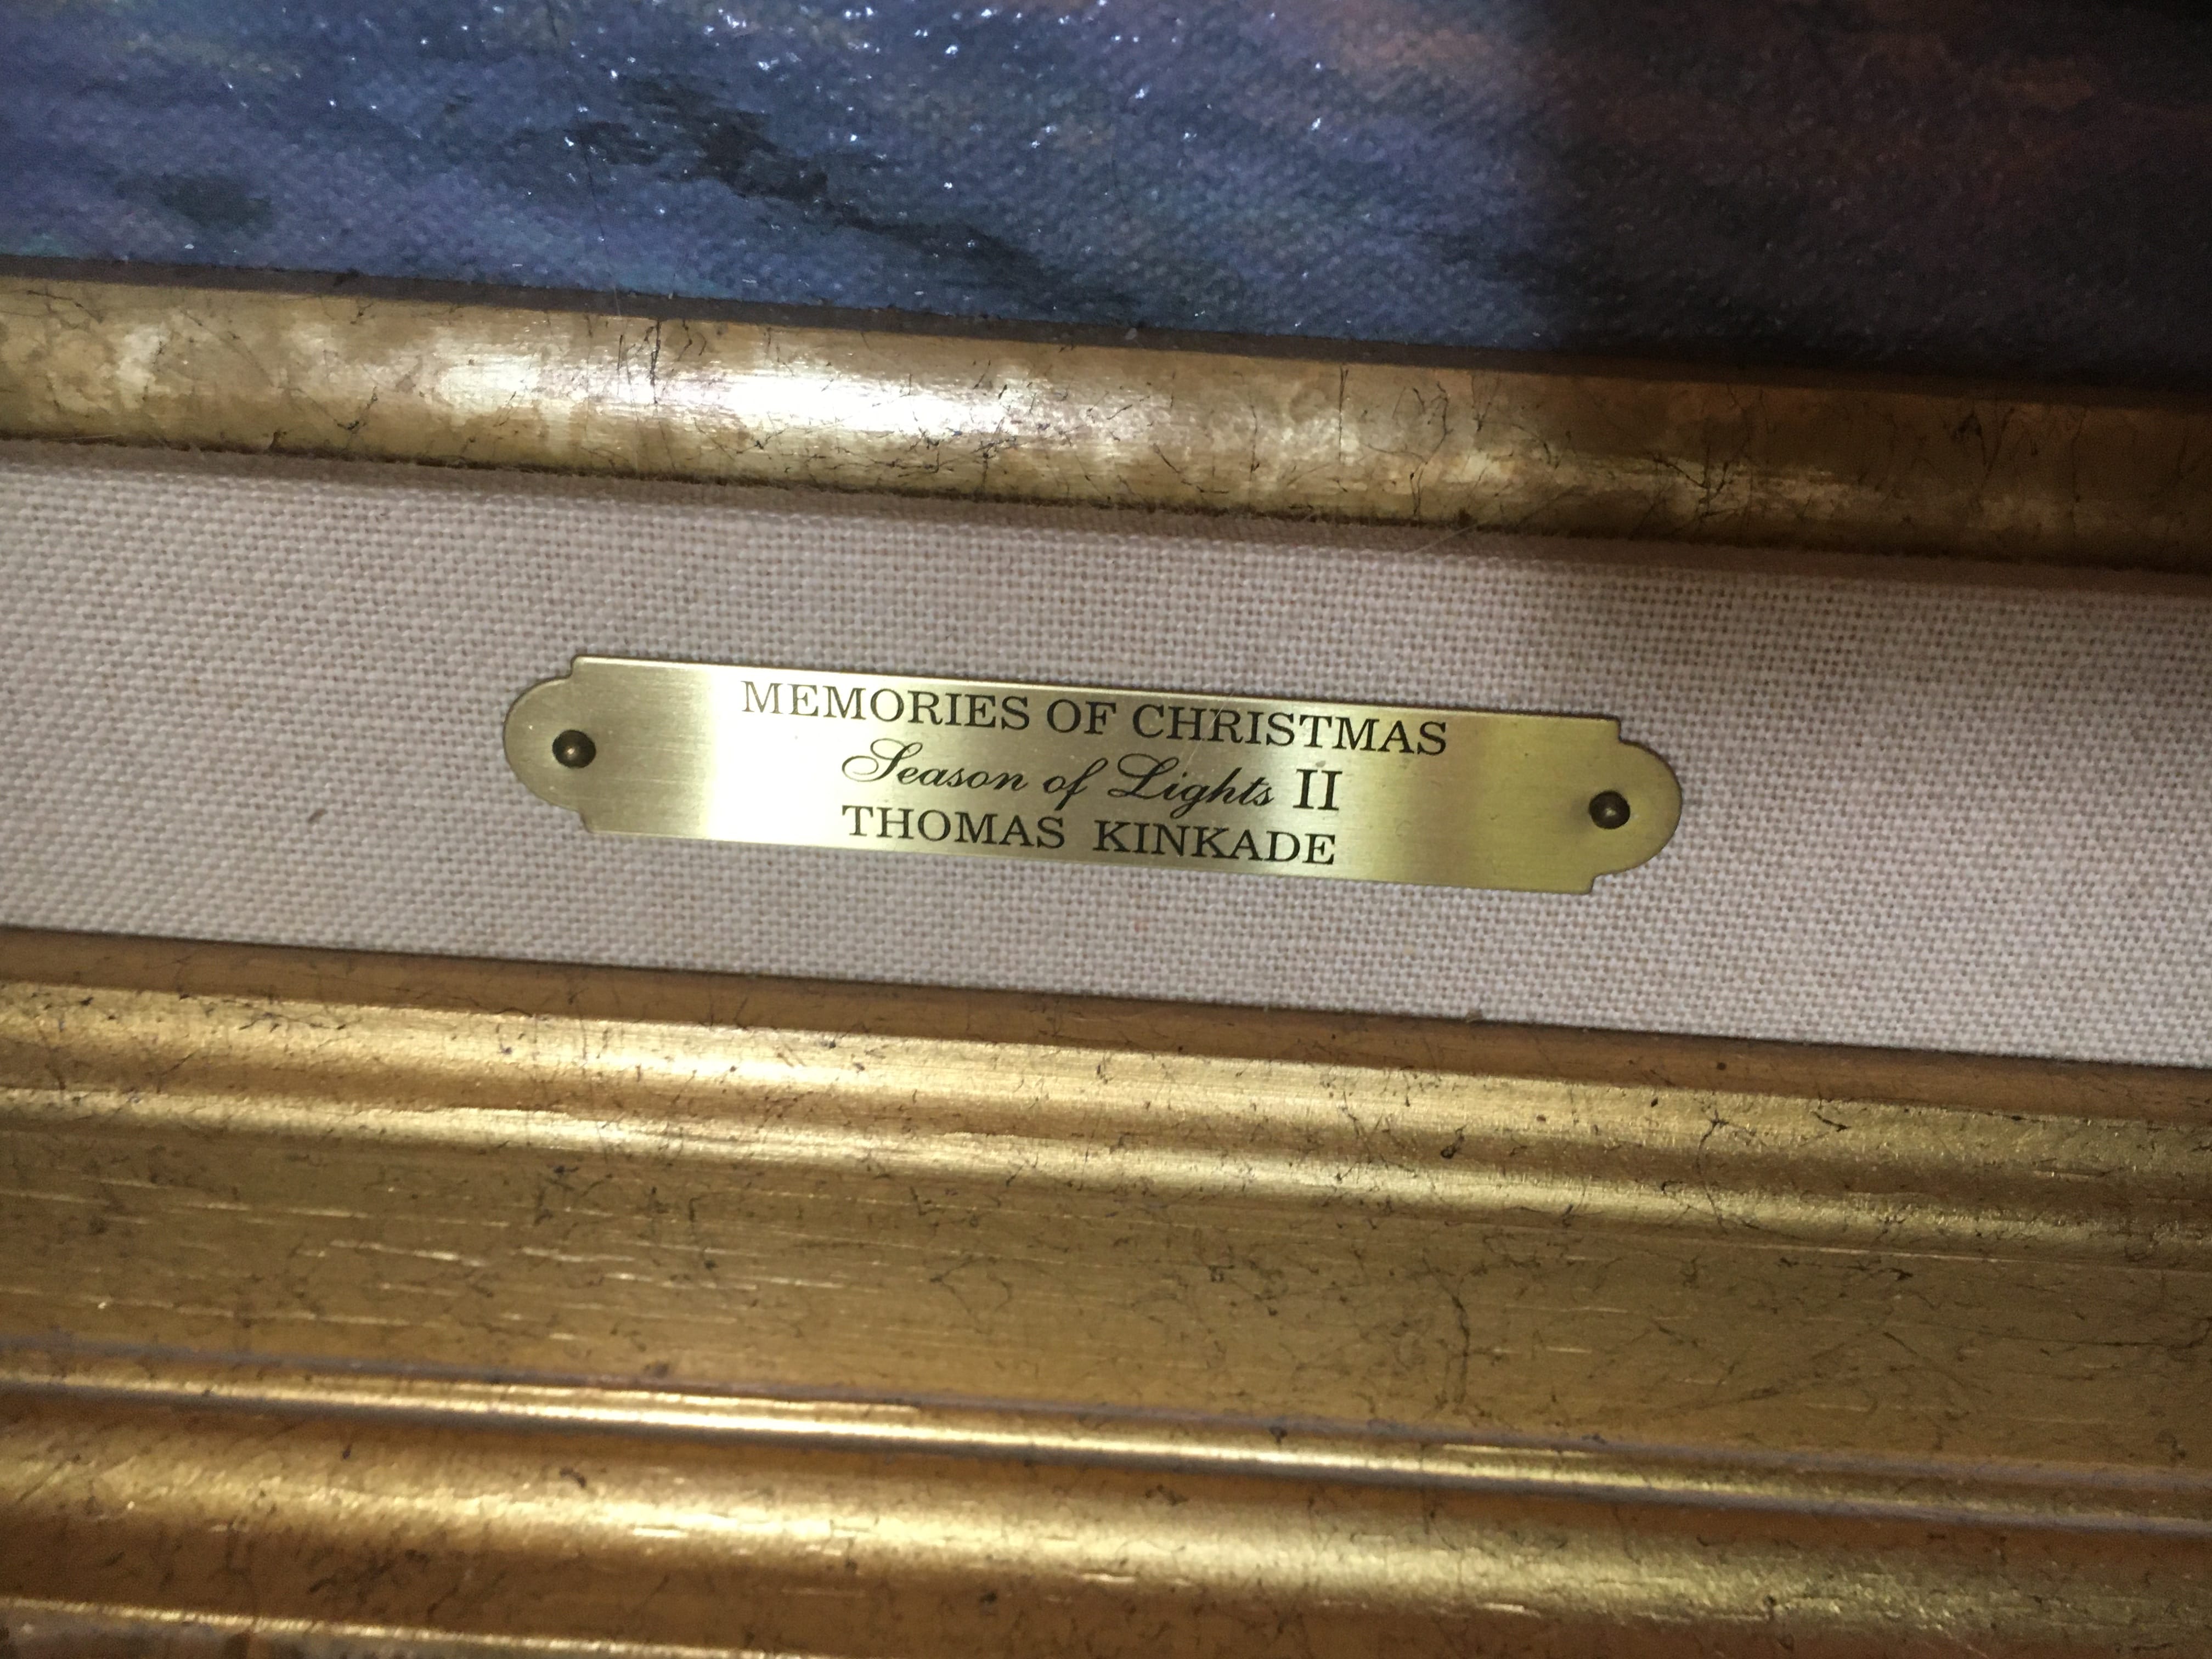 MEMORIES OF CHRISTMAS
Season of Lights II
THOMAS KINKADE